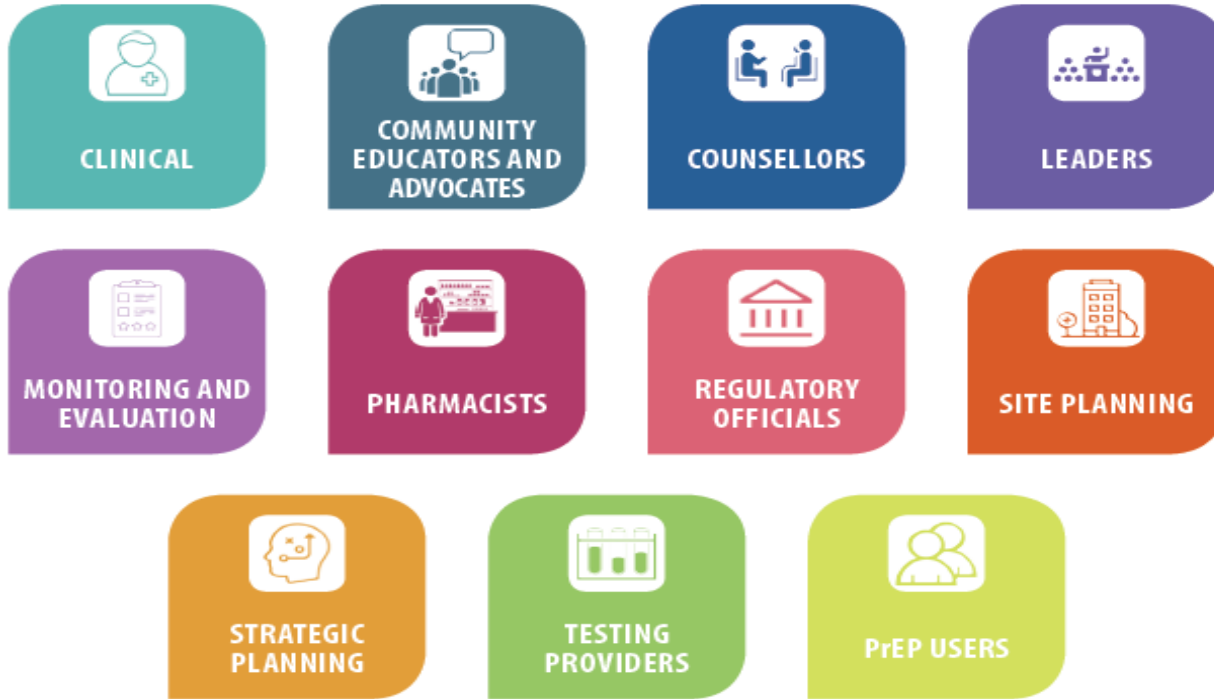 CLINICAL
COMMUNITY
EDUCATORS AND
ADVOCATES
COUNSELLORS
LEADERS
MONITORING AND
EVALUATION
PHARMACISTS
REGULATORY
OFFICIALS
SITE PLANNING
STRATEGIC
PLANNING
TESTING
PROVIDERS
PrEP USERS